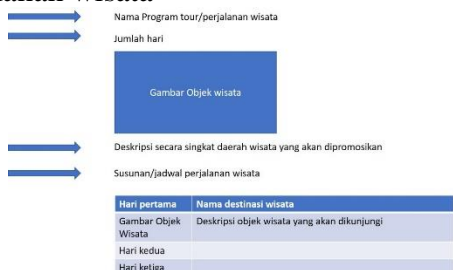 Nama Program tour/perjalanan wisata
Jumlah hari
Gambar Objek wisata
Deskripsi secara singkat daerah wisata yang akan dipromosikan
Susunan/jadwal perjalanan wisata
Hari pertama Nama destinasi wisata
Gambar Objek Deskripsi objek wisata yang akan dikunjungi
Wisata
Hari kedua
Hari ketiga